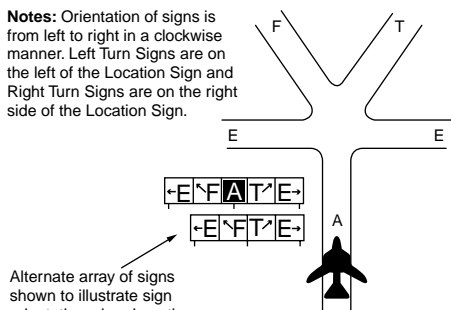 Notes: Orientation of signs is
from left to right in a clockwise
manner. Left Turn Signs are on
the left of the Location Sign and
Right Turn Signs are on the right
side of the Location Sign.
F
T
E
E
←E ↖F A T↗ E→
←E ↖F T↗ E→
A
Alternate array of signs
shown to illustrate sign